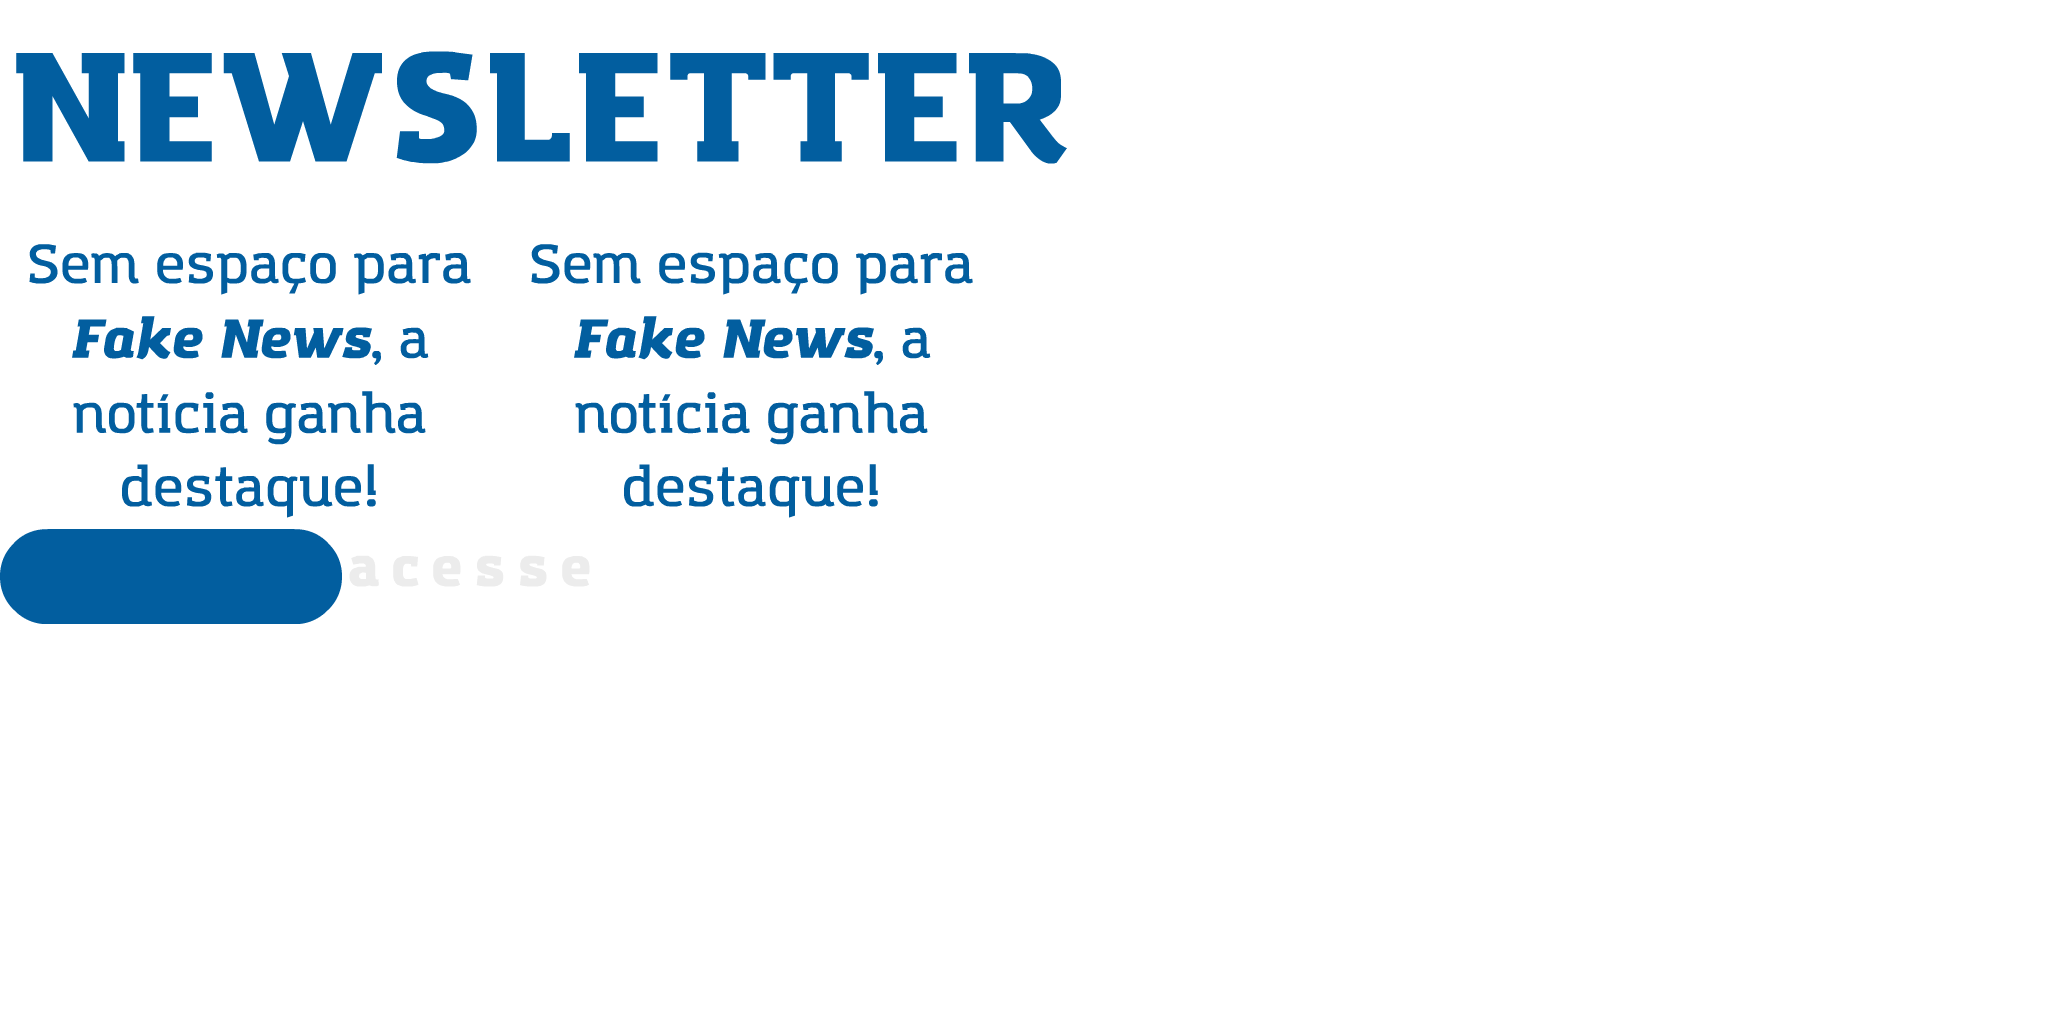 NEWSLETTER
Sem espaço para
Fake News, a
notícia ganha
destaque!
Sem espaço para
Fake News, a
notícia ganha
destaque!
acesse